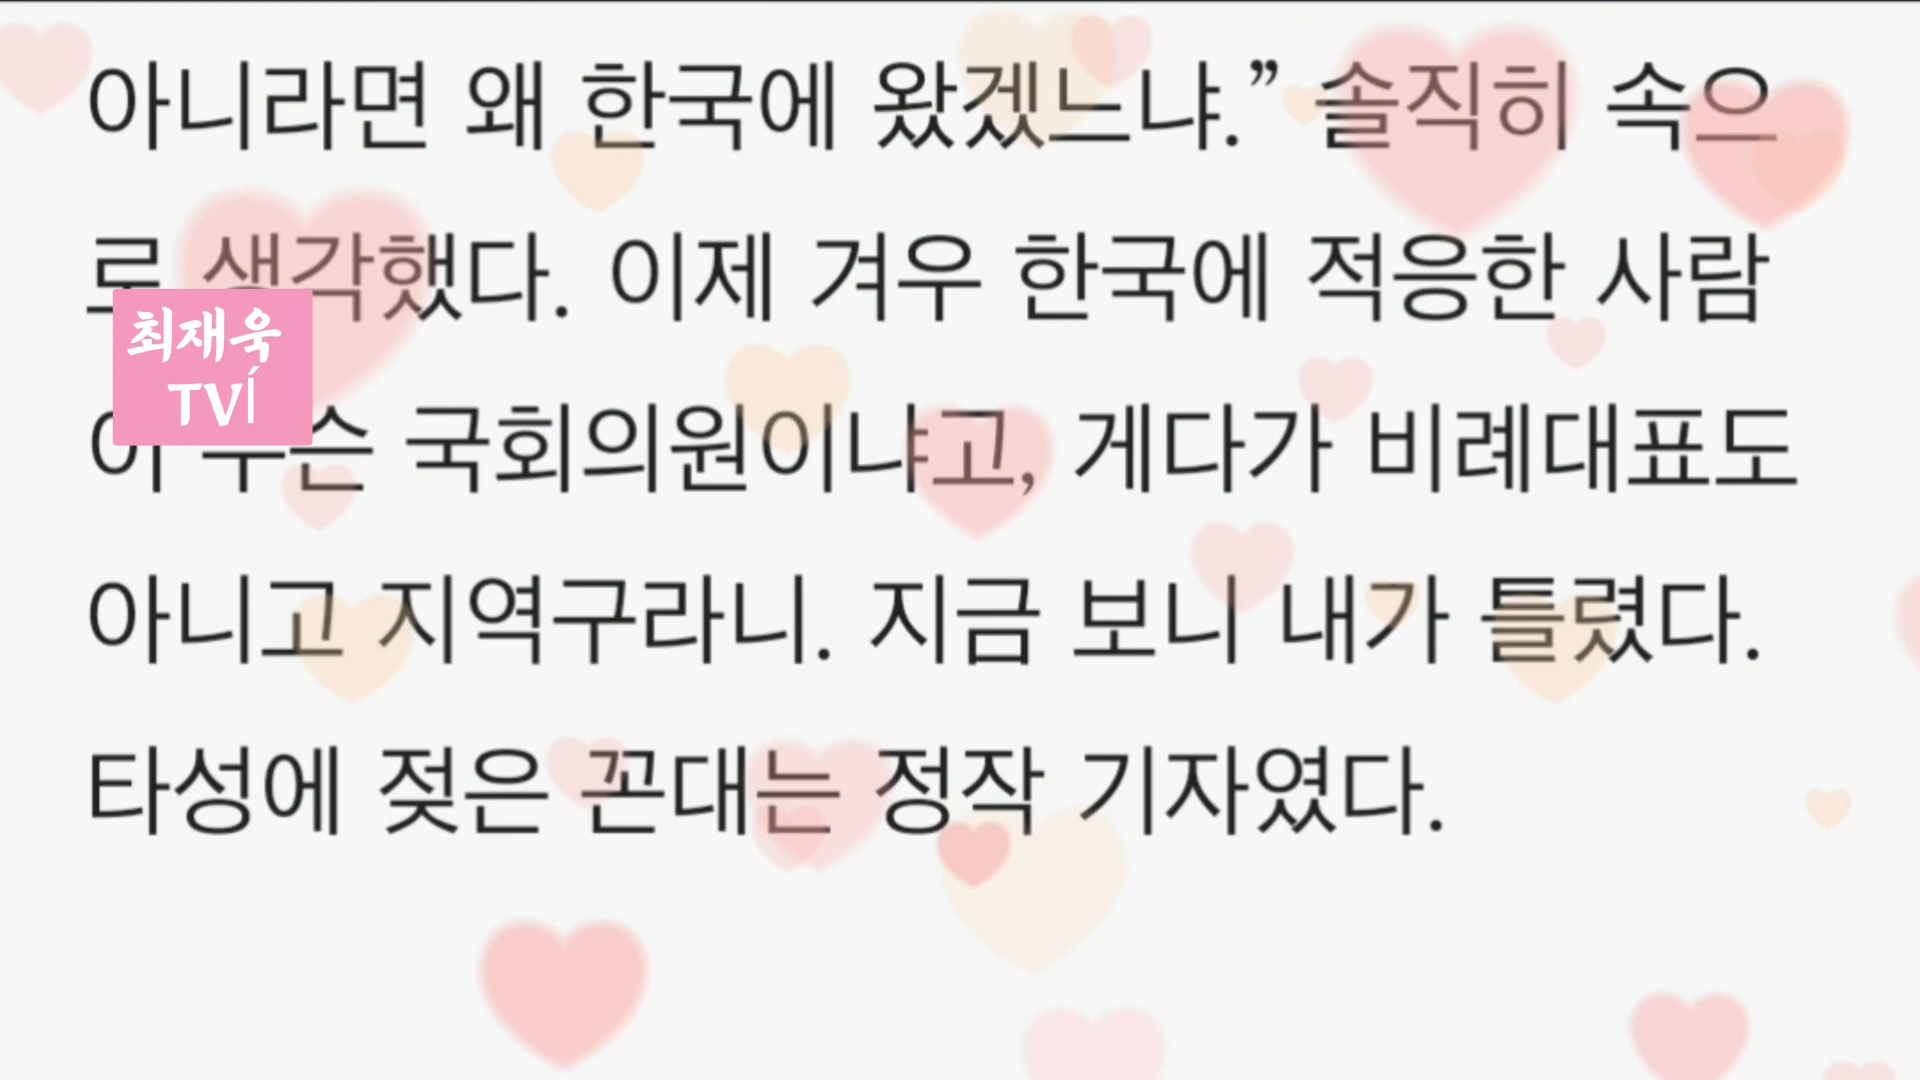 아니라면 왜 한국에 왔겠느냐.” 솔직히 속으
로 생각했다. 이제 겨우 한국에 적응한 사람
최재욱
TV
이 무슨 국회의원이냐고, 게다가 비례대표도
아니고 지역구라니. 지금 보니 내가 틀렸다.
타성에 젖은 꼰대는 정작 기자였다.